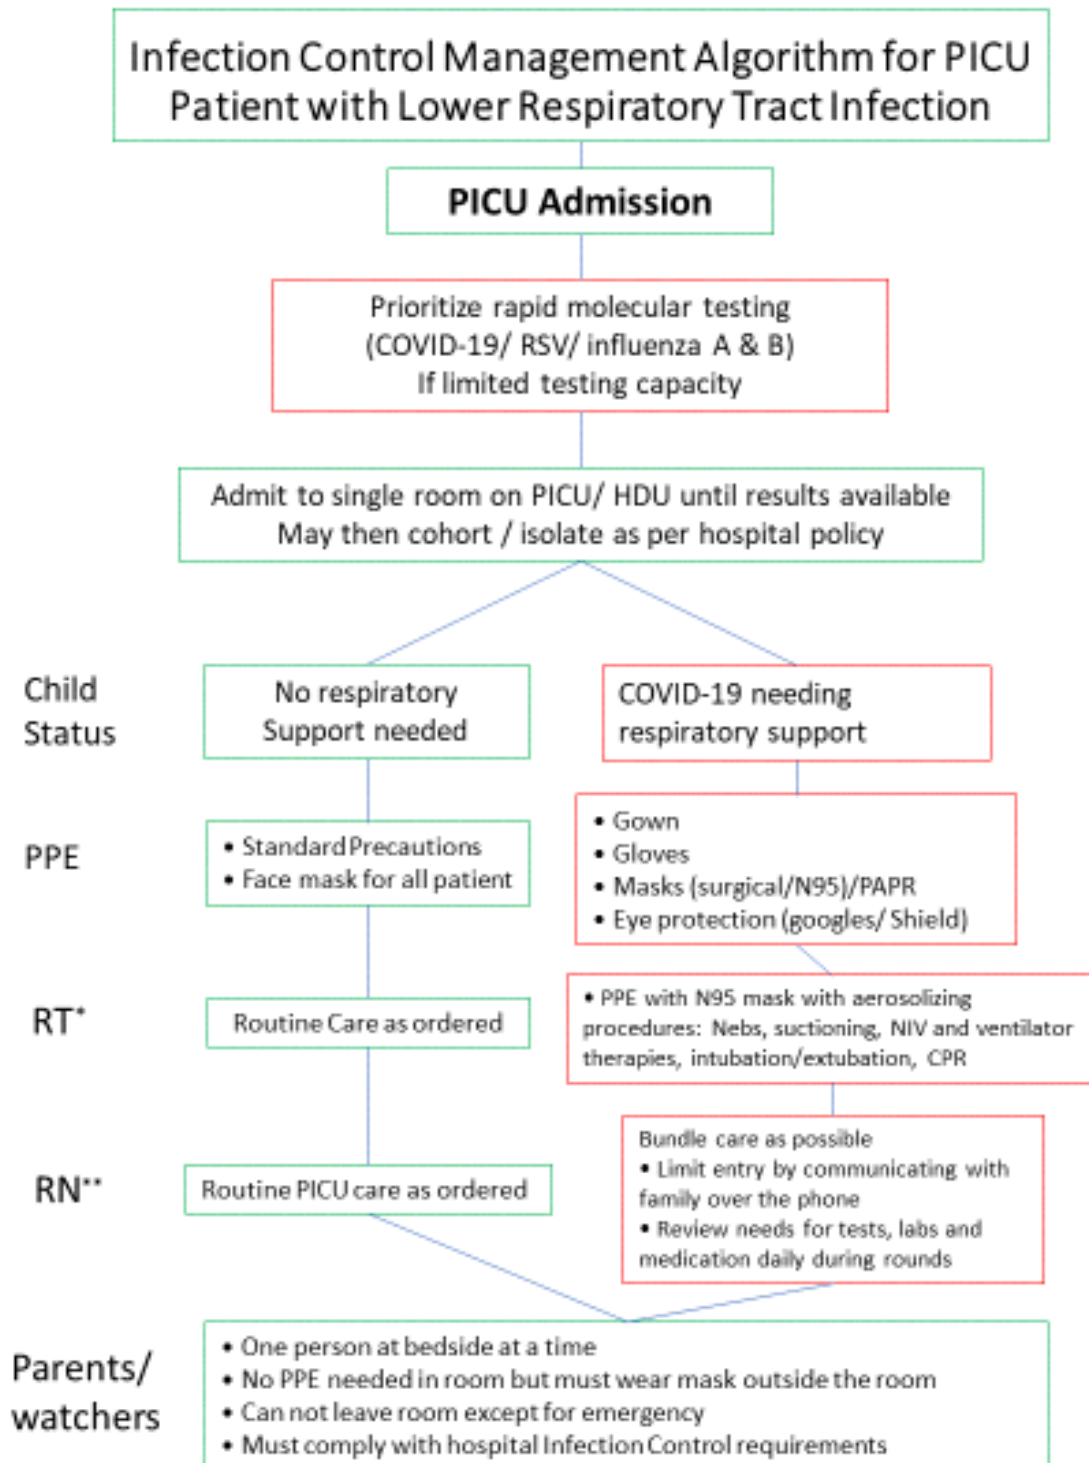 Infection Control Management Algorithm for PICU
Patient with Lower Respiratory Tract Infection
PICU Admission
Prioritize rapid molecular testing
(COVID-19/ RSV/ influenza A & B)
If limited testing capacity
Admit to single room on PICU/ HDU until results available
May then cohort / isolate as per hospital policy
Child
Status
No respiratory
Support needed
COVID-19 needing
respiratory support
PPE
• Standard Precautions
• Face mask for all patient
• Gown
• Gloves
• Masks (surgical/N95)/PAPR
• Eye protection (googles/ Shield)
RT*
Routine Care as ordered
• PPE with N95 mask with aerosolizing
procedures: Nebs, suctioning, NIV and ventilator
therapies, intubation/extubation, CPR
RN**
Routine PICU care as ordered
Bundle care as possible
• Limit entry by communicating with
family over the phone
• Review needs for tests, labs and
medication daily during rounds
Parents/
watchers
• One person at bedside at a time
• No PPE needed in room but must wear mask outside the room
• Can not leave room except for emergency
• Must comply with hospital Infection Control requirements